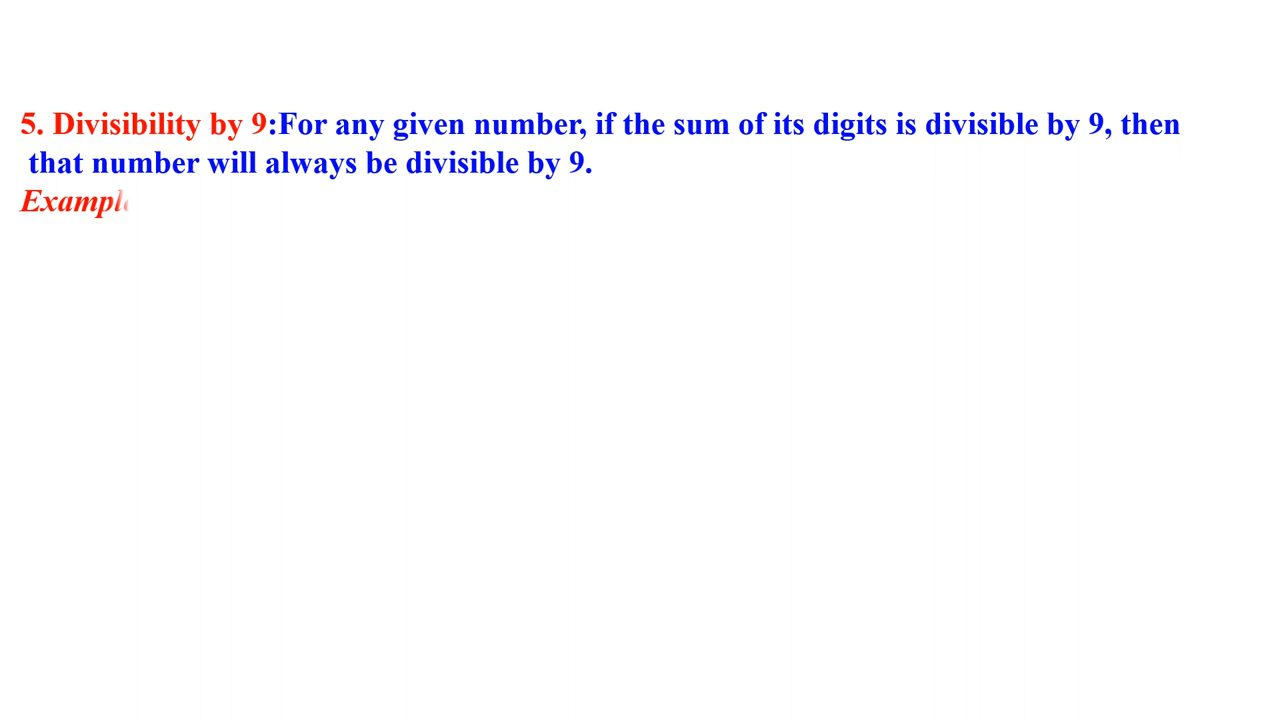 5. Divisibility by 9:For any given number, if the sum of its digits is divisible by 9, then
that number will always be divisible by 9.
Example